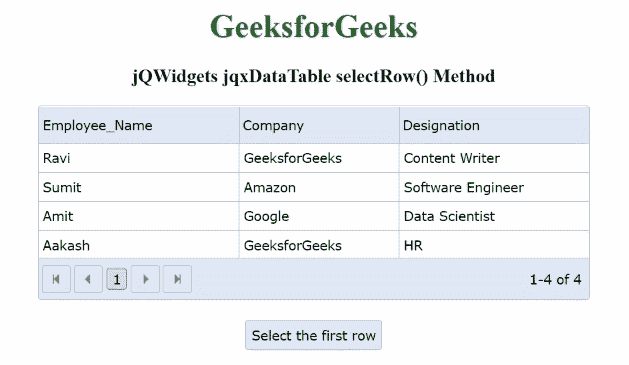 GeeksforGeeks
jQWidgets jqxDataTable selectRow() Method
Employee_Name Company Designation
Ravi GeeksforGeeks Content Writer
Sumit Amazon Software Engineer
Amit Google Data Scientist
Aakash GeeksforGeeks HR
1 1-4 of 4
Select the first row